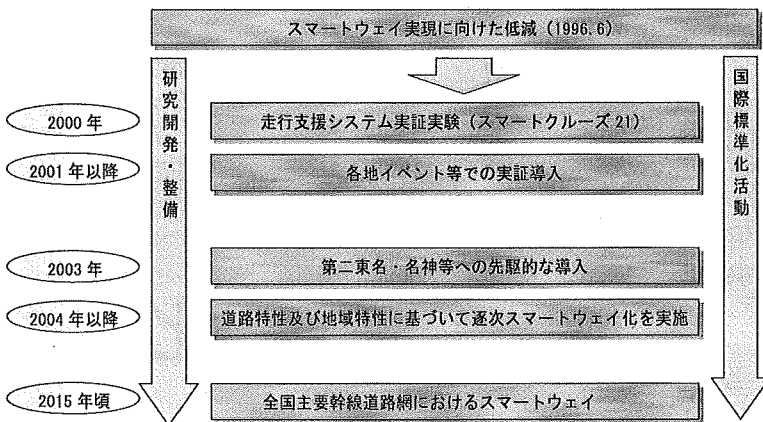 スマートウェイ実現に向けた低減（1996.6）
研究開発・整備
国際標準化活動
2000年
走行支援システム実証実験（スマートクルーズ21）
2001年以降
各地イベント等での実証導入
2003年
第二東名・名神等への先駆的な導入
2004年以降
道路特性及び地域特性に基づいて逐次スマートウェイ化を実施
2015年頃
全国主要幹線道路網におけるスマートウェイ